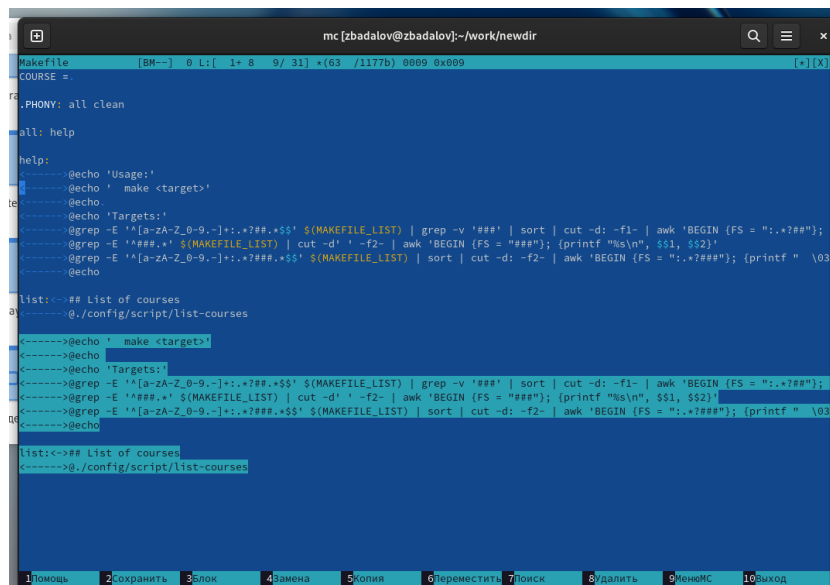 mc [zbadalov@zbadalov]:~/work/newdir
Makefile [BM--] 0 L:[ 1+ 8 9/ 31] *(63 /1177b) 0009 0x009 [*][X]
COURSE =.
.PHONY: all clean
all: help
help:
<------>@echo 'Usage:'
<------>@echo '  make <target>'
<------>@echo.
<------>@echo 'Targets:'
<------>@grep -E '^[a-zA-Z_0-9.-]+:.*?##.*$$' $(MAKEFILE_LIST) | grep -v '###' | sort | cut -d: -f1- | awk 'BEGIN {FS = ":.*?##"};
<------>@grep -E '^###.*' $(MAKEFILE_LIST) | cut -d' ' -f2- | awk 'BEGIN {FS = "###"}; {printf "%s\n", $$1, $$2}'
<------>@grep -E '^[a-zA-Z_0-9.-]+:.*?###.*$$' $(MAKEFILE_LIST) | sort | cut -d: -f2- | awk 'BEGIN {FS = ":.*?###"}; {printf "  \03
<------>@echo
list:<->## List of courses
<------>@./config/script/list-courses
<------>@echo '  make <target>'
<------>@echo
<------>@echo 'Targets:'
<------>@grep -E '^[a-zA-Z_0-9.-]+:.*?##.*$$' $(MAKEFILE_LIST) | grep -v '###' | sort | cut -d: -f1- | awk 'BEGIN {FS = ":.*?##"};
<------>@grep -E '^###.*' $(MAKEFILE_LIST) | cut -d' ' -f2- | awk 'BEGIN {FS = "###"}; {printf "%s\n", $$1, $$2}'
<------>@grep -E '^[a-zA-Z_0-9.-]+:.*?###.*$$' $(MAKEFILE_LIST) | sort | cut -d: -f2- | awk 'BEGIN {FS = ":.*?###"}; {printf "  \03
<------>@echo
list:<->## List of courses
<------>@./config/script/list-courses
1Помощь 2Сохранить 3Блок 4Замена 5Копия 6Переместить 7Поиск 8Удалить 9МенюMC 10Выход